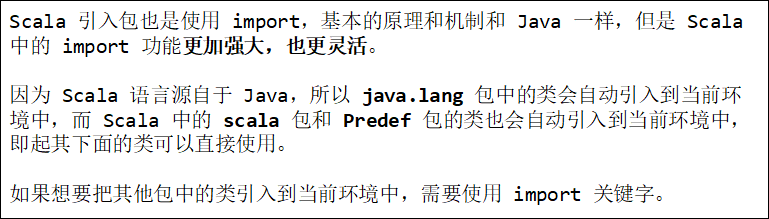 Scala 引入包也是使用 import，基本的原理和机制和 Java 一样，但是 Scala
中的 import 功能更加强大，也更灵活。
因为 Scala 语言源自于 Java，所以 java.lang 包中的类会自动引入到当前环
境中，而 Scala 中的 scala 包和 Predef 包的类也会自动引入到当前环境中，
即起其下面的类可以直接使用。
如果想要把其他包中的类引入到当前环境中，需要使用 import 关键字。